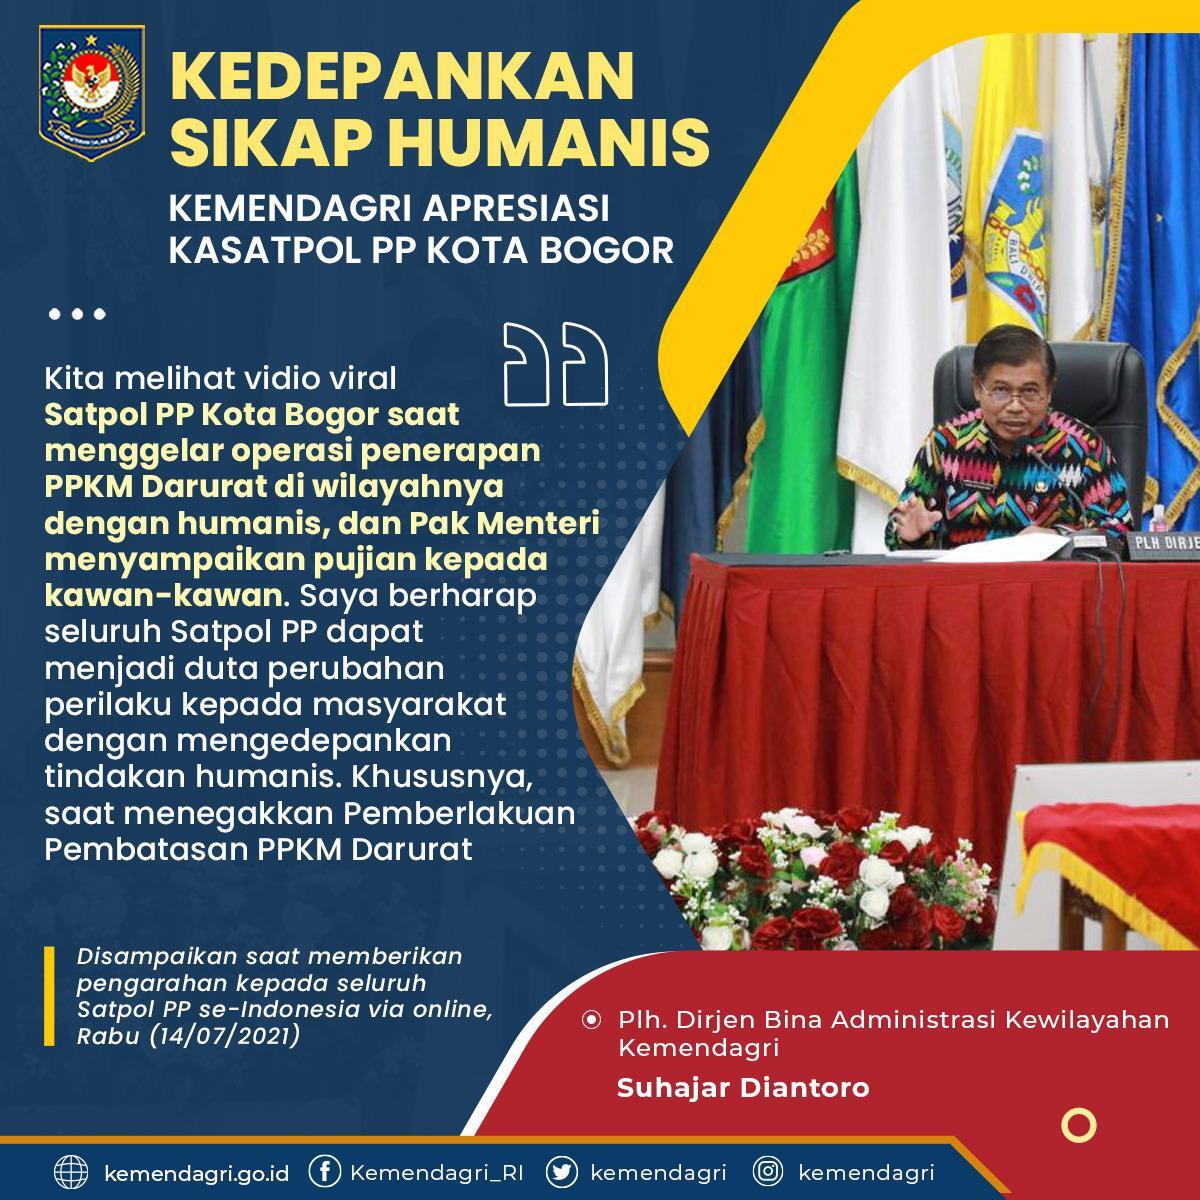 KEDEPANKAN
SIKAP HUMANIS
KEMENDAGRI APRESIASI
KASATPOL PP KOTA BOGOR
Kita melihat vidio viral
Satpol PP Kota Bogor saat
menggelar operasi penerapan
PPKM Darurat di wilayahnya
dengan humanis, dan Pak Menteri
menyampaikan pujian kepada
kawan-kawan. Saya berharap
seluruh Satpol PP dapat
menjadi duta perubahan
perilaku kepada masyarakat
dengan mengedepankan
tindakan humanis. Khususnya,
saat menegakkan Pemberlakuan
Pembatasan PPKM Darurat
Disampaikan saat memberikan
pengarahan kepada seluruh
Satpol PP se-Indonesia via online,
Rabu (14/07/2021)
BALI DWIPA
PLH DIRJE
Plh. Dirjen Bina Administrasi Kewilayahan
Kemendagri
Suhajar Diantoro
kemendagri.go.id
Kemendagri_RI
kemendagri
kemendagri